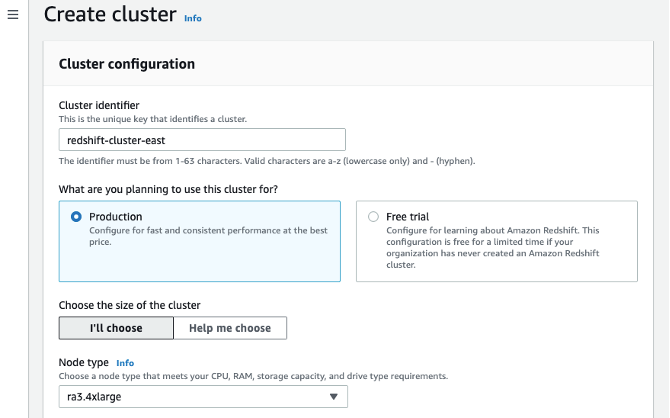 Create cluster Info
Cluster configuration
Cluster identifier
This is the unique key that identifies a cluster.
redshift-cluster-east
The identifier must be from 1-63 characters. Valid characters are a-z (lowercase only) and - (hyphen).
What are you planning to use this cluster for?
Production
Configure for fast and consistent performance at the best
price.
Free trial
Configure for learning about Amazon Redshift. This
configuration is free for a limited time if your
organization has never created an Amazon Redshift
cluster.
Choose the size of the cluster
I'll choose
Help me choose
Node type Info
Choose a node type that meets your CPU, RAM, storage capacity, and drive type requirements.
ra3.4xlarge